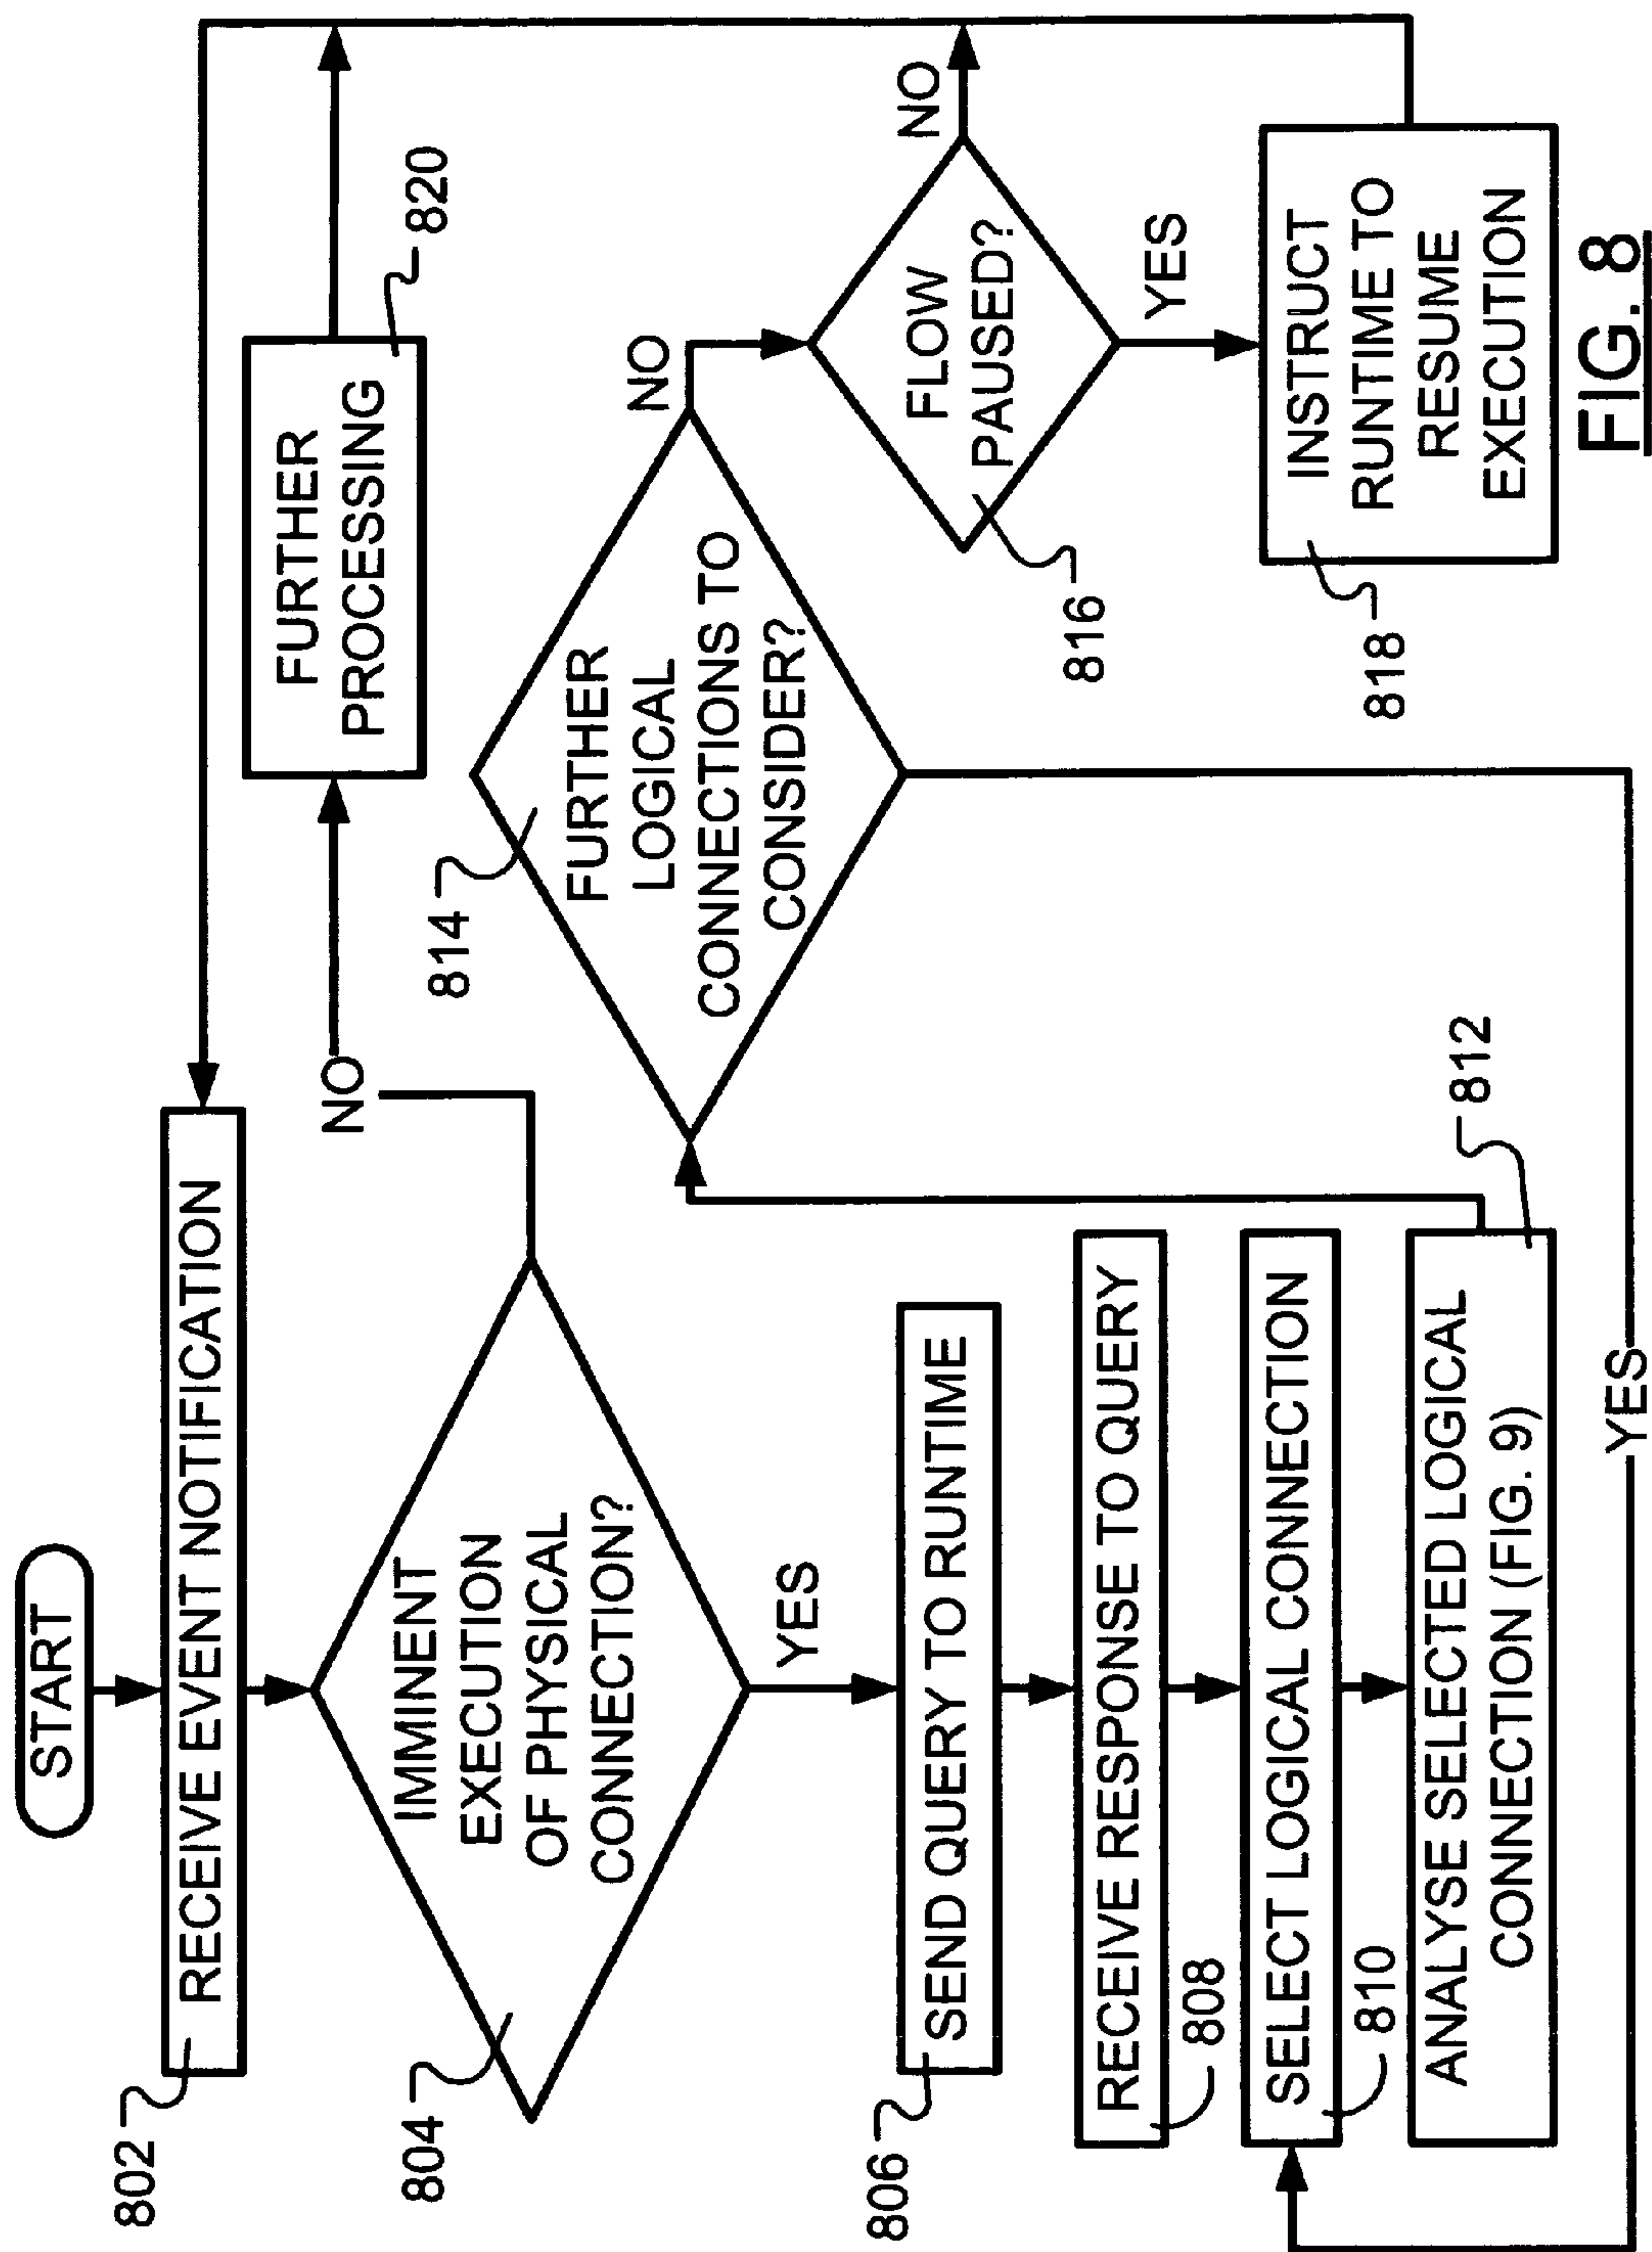 START
802
RECEIVE EVENT NOTIFICATION
804
IMMINENT
EXECUTION
OF PHYSICAL
CONNECTION?
NO
YES
FURTHER
PROCESSING
820
806
SEND QUERY TO RUNTIME
RECEIVE RESPONSE TO QUERY
808
SELECT LOGICAL CONNECTION
810
ANALYSE SELECTED LOGICAL
CONNECTION (FIG. 9)
812
814
FURTHER
LOGICAL
CONNECTIONS TO
CONSIDER?
NO
YES
FLOW
PAUSED?
816
NO
YES
INSTRUCT
RUNTIME TO
RESUME
EXECUTION
818
FIG. 8